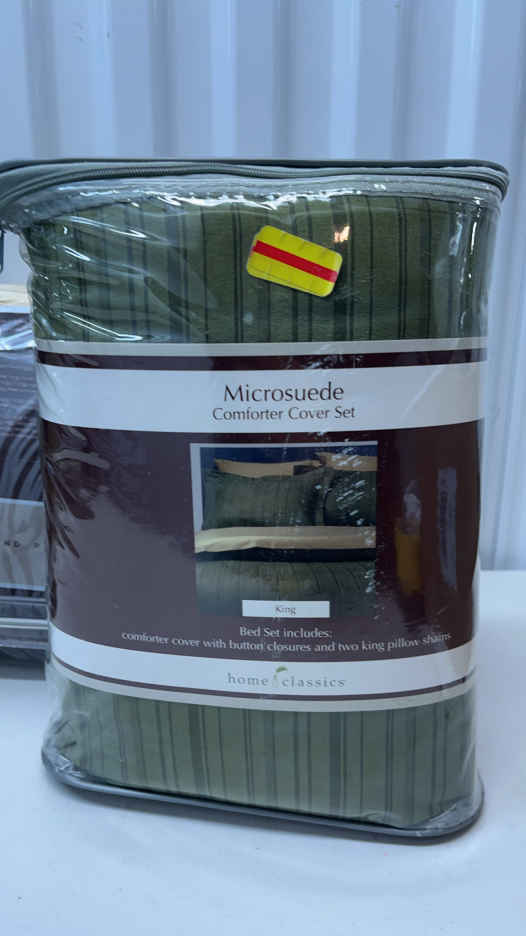 Microsuede
Comforter Cover Set
King
Bed Set includes:
comforter cover with button closures and two king pillow shams
home classics